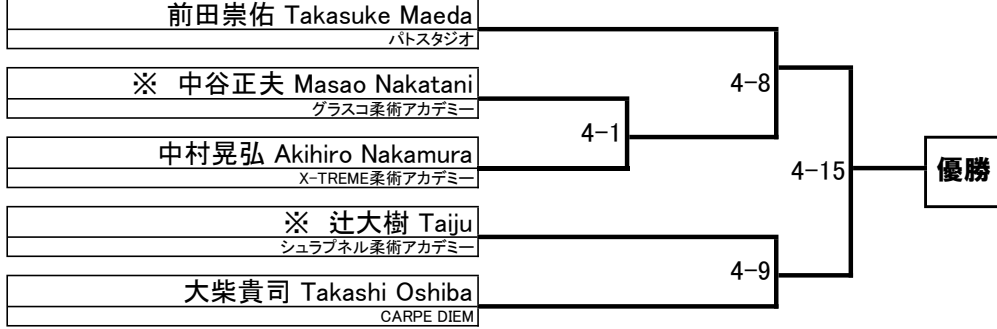 前田崇佑 Takasuke Maeda
パトスタジオ
※ 中谷正夫 Masao Nakatani
グラスコ柔術アカデミー
中村晃弘 Akihiro Nakamura
X-TREME柔術アカデミー
※ 辻大樹 Taiju
シュラプネル柔術アカデミー
大柴貴司 Takashi Oshiba
CARPE DIEM
4-1
4-8
4-9
4-15
優勝